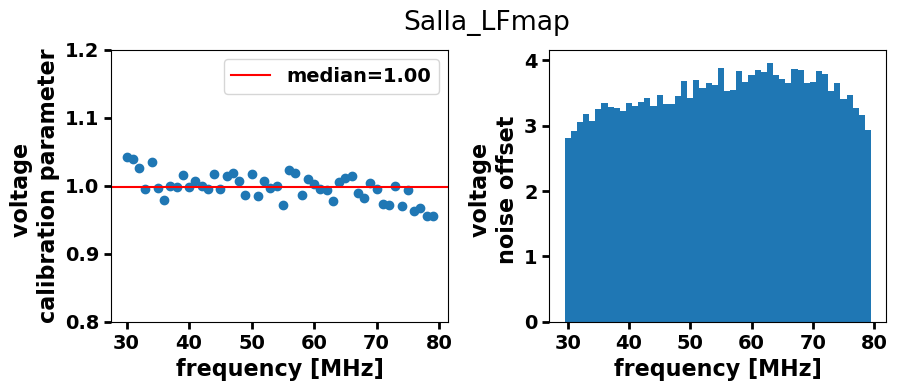 Salla_LFmap
voltage
calibration parameter
1.2
1.1
1.0
0.9
0.8
30
40
50
60
70
80
frequency [MHz]
median=1.00
voltage
noise offset
4
3
2
1
0
30
40
50
60
70
80
frequency [MHz]